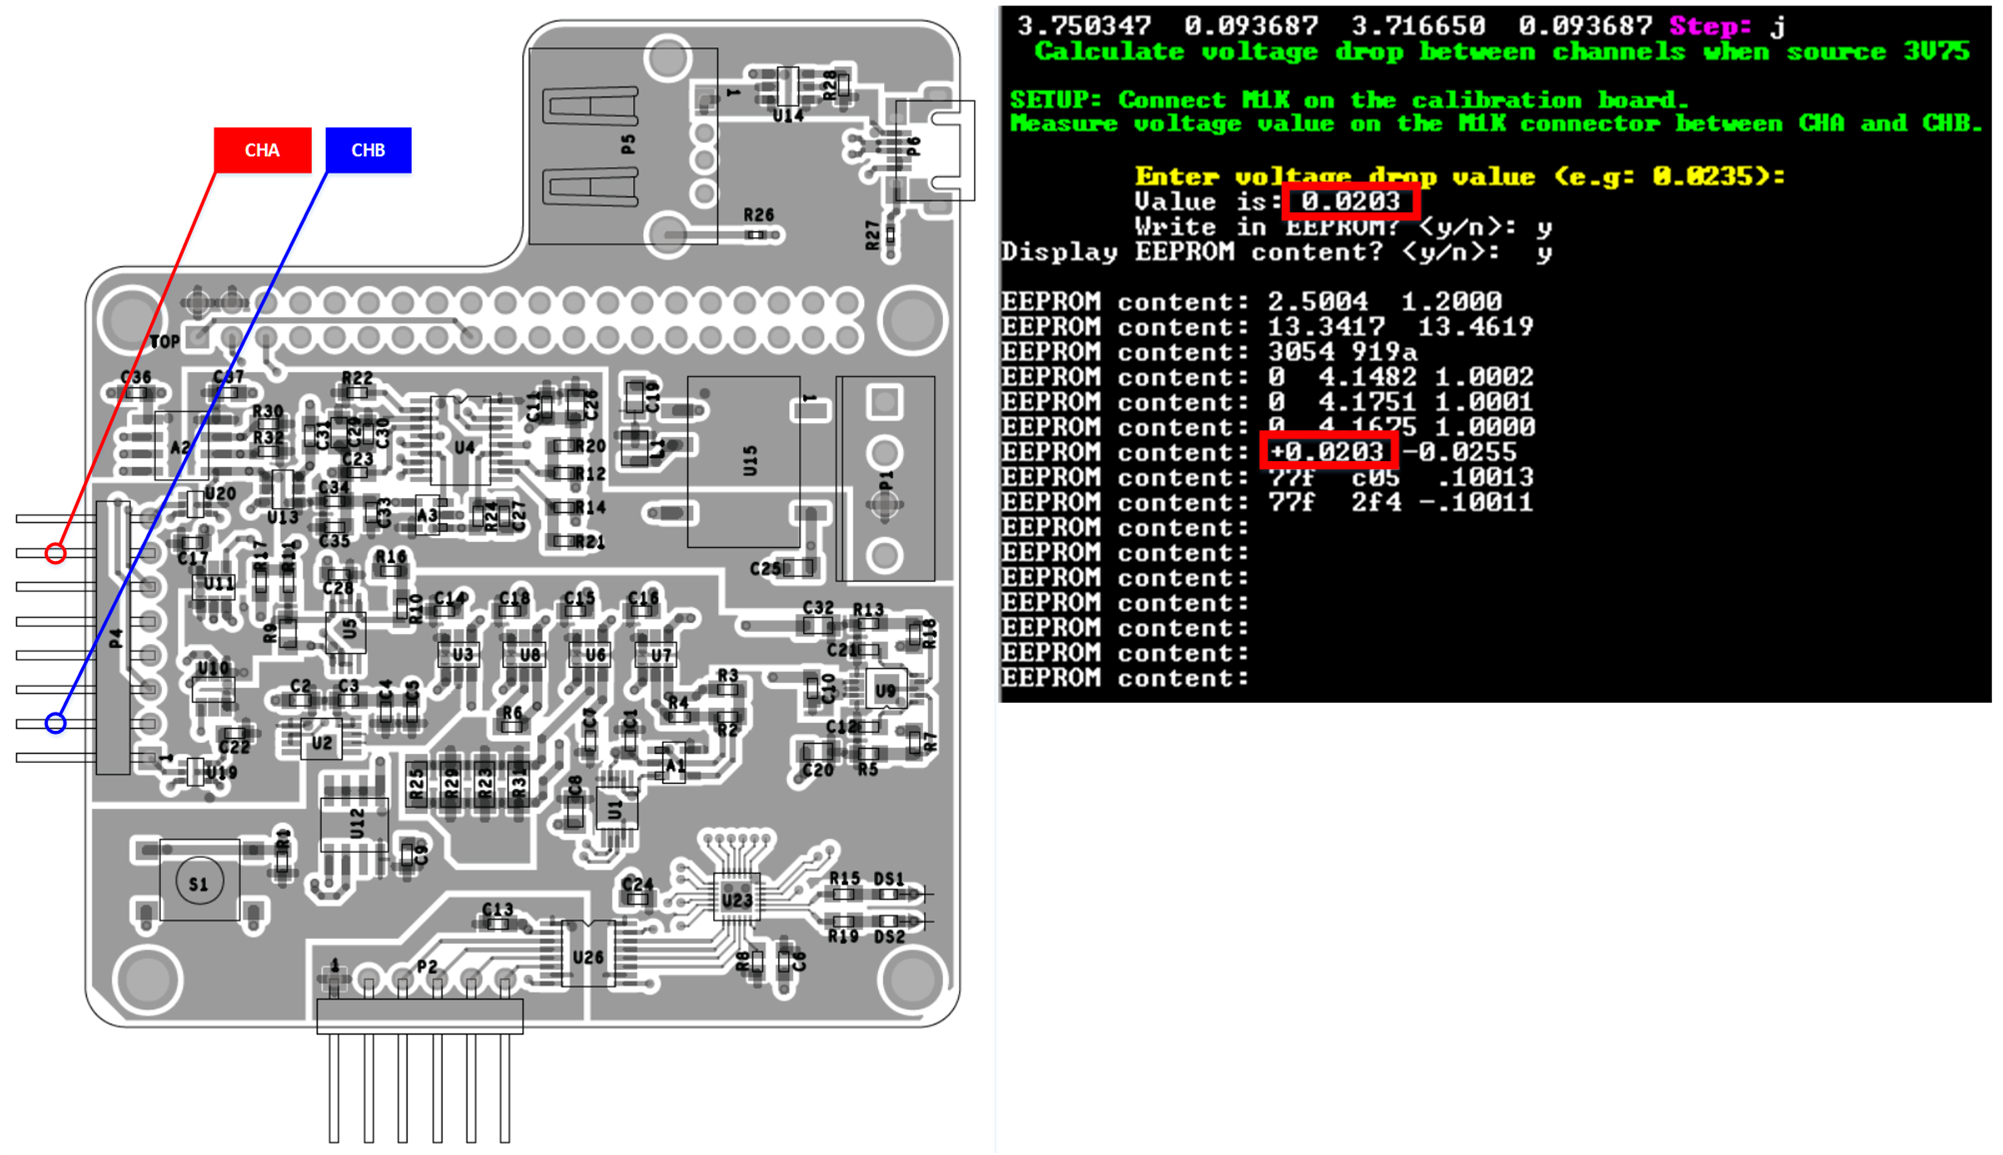 CHA
CHB
1
R28
U14
P5
P6
R26
R27
TOP
C36
C37
R22
C11
C26
C19
1
R30
R32
C31
C29
C30
A2
U4
R20
L1
U15
C23
R12
P1
U20
C34
C33
A3
R24
C27
R14
U13
C35
R21
C17
R17
R11
R16
C25
U11
C28
C14
C18
C15
C16
R10
C32
R13
R9
U5
R18
P4
U3
U8
U6
U7
C21
U10
C2
C3
C4
C5
R3
C10
U9
R4
R6
C7
C1
R2
C12
C22
U2
R7
1
U19
A1
C20
R5
R25
R29
R23
R31
C8
U12
U1
R1
C9
S1
C24
U23
R15
DS1
C13
R19
DS2
U26
1
P2
R8
C6
3.750347 0.093687 3.716650 0.093687 Step: j
Calculate voltage drop between channels when source 3V75
SETUP: Connect M1K on the calibration board.
Measure voltage value on the M1K connector between CHA and CHB.
Enter voltage drop value (e.g: 0.0235):
Value is: 0.0203
Write in EEPROM? <y/n>: y
Display EEPROM content? <y/n>: y
EEPROM content: 2.5004 1.2000
EEPROM content: 13.3417 13.4619
EEPROM content: 3054 919a
EEPROM content: 0 4.1482 1.0002
EEPROM content: 0 4.1751 1.0001
EEPROM content: 0 4.1675 1.0000
EEPROM content: +0.0203 -0.0255
EEPROM content: 77f c05 .10013
EEPROM content: 77f 2f4 -.10011
EEPROM content:
EEPROM content:
EEPROM content:
EEPROM content:
EEPROM content:
EEPROM content:
EEPROM content: